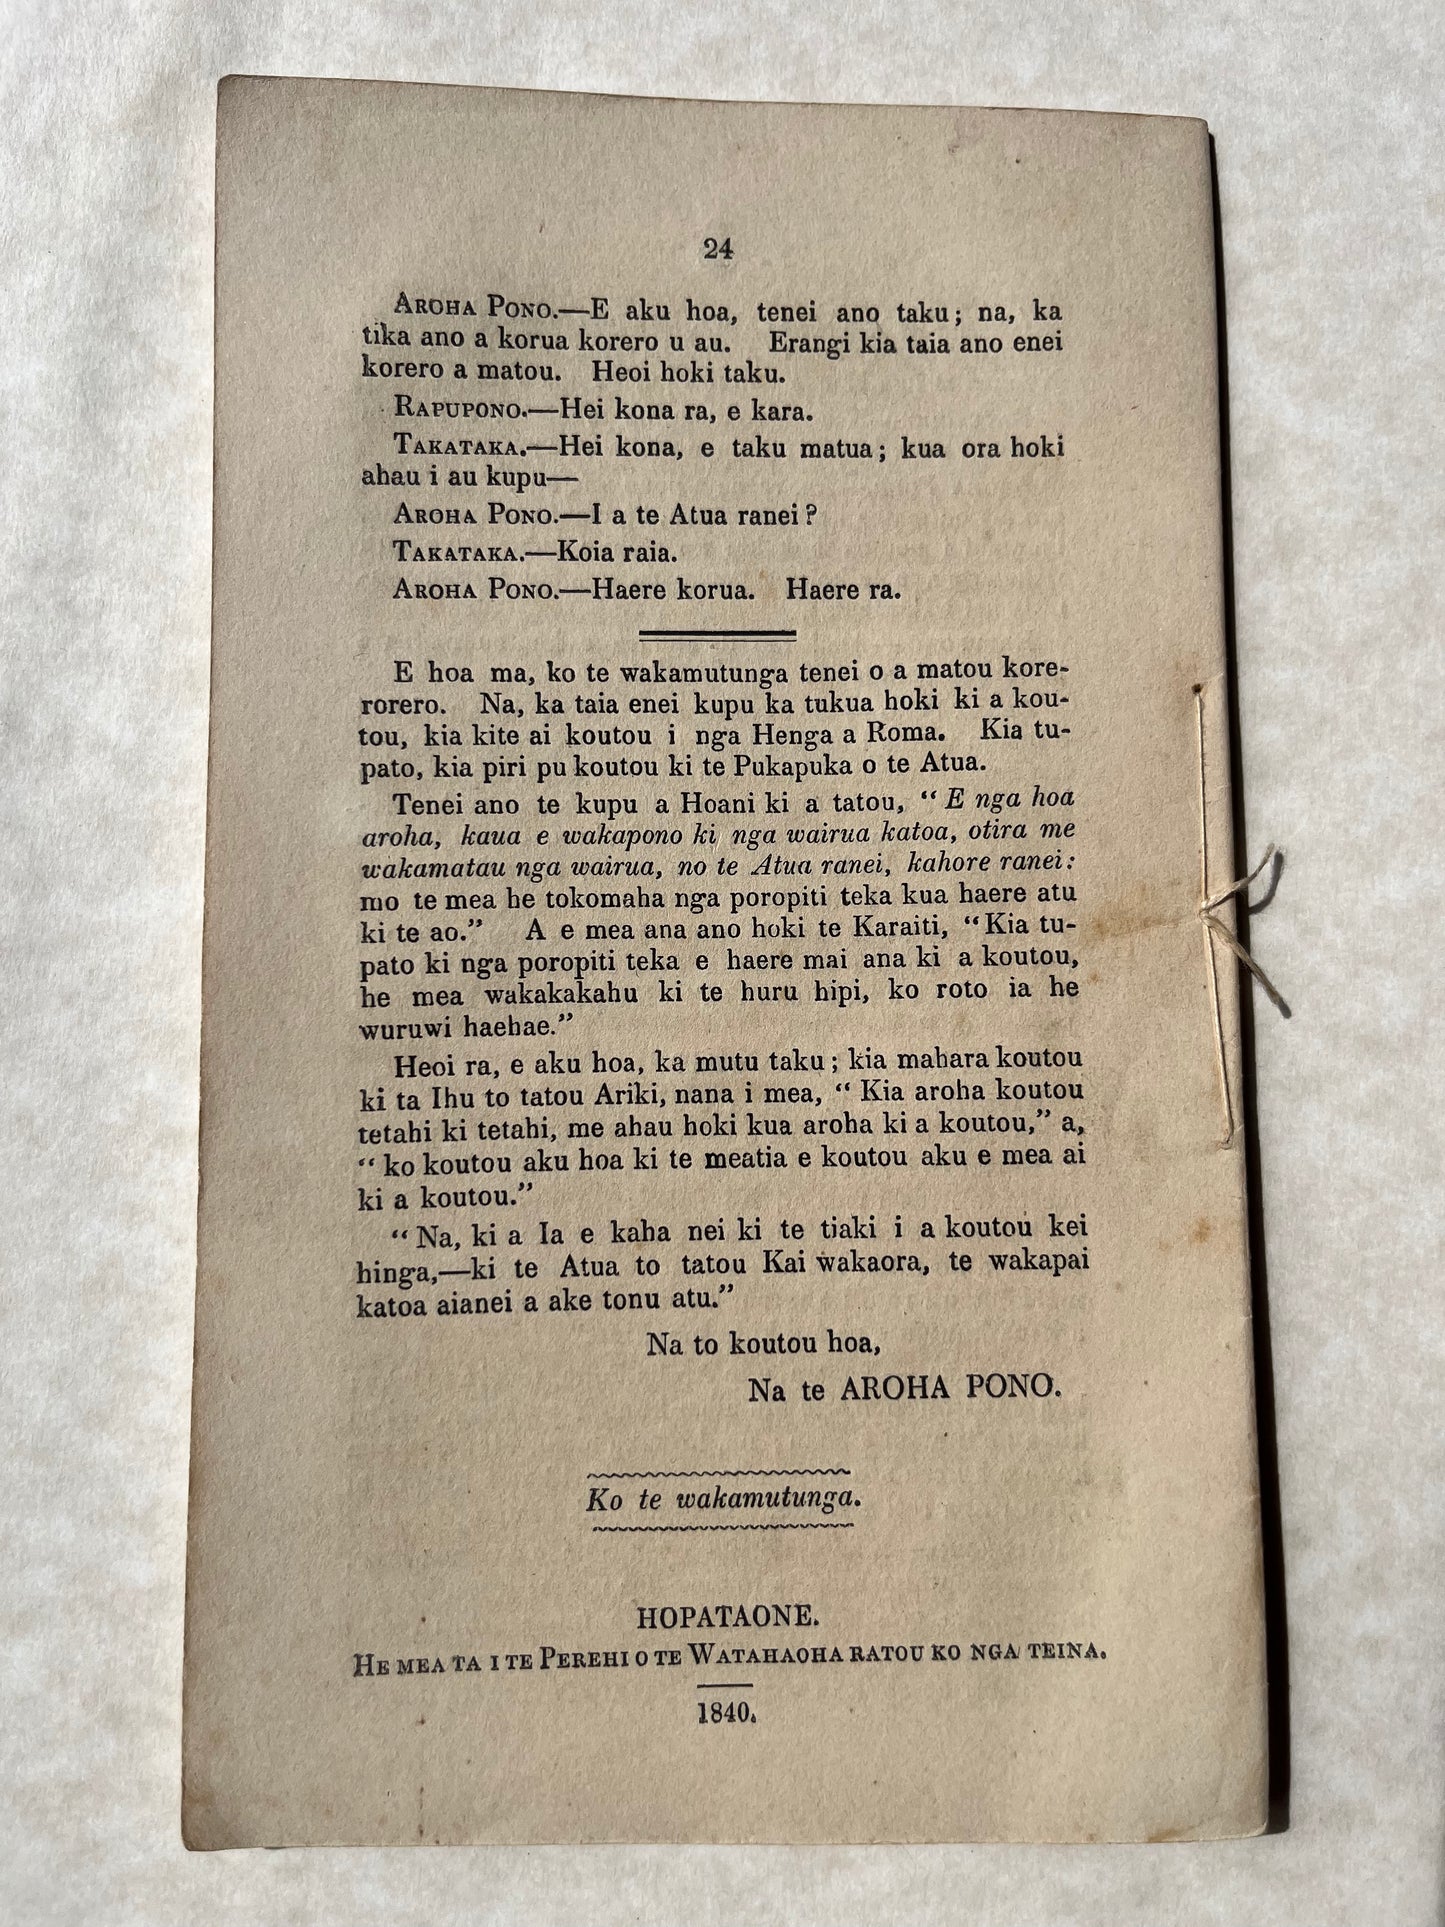 24
AROHA PONO.—E aku hoa, tenei ano taku; na, ka
tika ano a korua korero u au. Erangi kia taia ano enei
korero a matou. Heoi hoki taku.
RAPUPONO.—Hei kona ra, e kara.
TAKATAKA.—Hei kona, e taku matua; kua ora hoki
ahau i au kupu—
AROHA PONO.—I a te Atua ranei?
TAKATAKA.—Koia raia.
AROHA PONO.—Haere korua. Haere ra.
E hoa ma, ko te wakamutunga tenei o a matou kore-
rorero. Na, ka taia enei kupu ka tukua hoki ki a kou-
tou, kia kite ai koutou i nga Henga a Roma. Kia tu-
pato, kia piri pu koutou ki te Pukapuka o te Atua.
Tenei ano te kupu a Hoani ki a tatou, “E nga hoa
aroha, kaua e wakapono ki nga wairua katoa, otira me
wakamatau nga wairua, no te Atua ranei, kahore ranei:
mo te mea he tokomaha nga poropiti teka kua haere atu
ki te ao.” A e mea ana ano hoki te Karaiti, “Kia tu-
pato ki nga poropiti teka e haere mai ana ki a koutou,
he mea wakakakahu ki te huru hipi, ko roto ia he
wuruwi haehae.”
Heoi ra, e aku hoa, ka mutu taku; kia mahara koutou
ki ta Ihu to tatou Ariki, nana i mea, “Kia aroha koutou
tetahi ki tetahi, me ahau hoki kua aroha ki a koutou,” a,
“ko koutou aku hoa ki te meatia e koutou aku e mea ai
ki a koutou.”
“Na, ki a Ia e kaha nei ki te tiaki i a koutou kei
hinga,—ki te Atua to tatou Kai wakaora, te wakapai
katoa aianei a ake tonu atu.”
Na to koutou hoa,
Na te AROHA PONO.
Ko te wakamutunga.
HOPATAONE.
HE MEA TA I TE PEREHI O TE WATAHAOHA RATOU KO NGA TEINA.
1840.